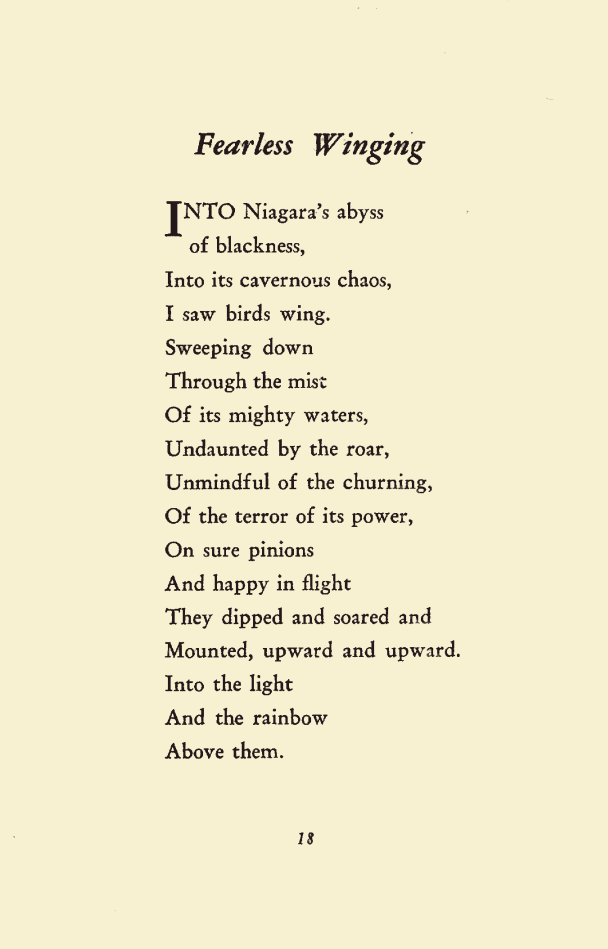 Fearless Winging
INTO Niagara's abyss
of blackness,
Into its cavernous chaos,
I saw birds wing.
Sweeping down
Through the mist
Of its mighty waters,
Undaunted by the roar,
Unmindful of the churning,
Of the terror of its power,
On sure pinions
And happy in flight
They dipped and soared and
Mounted, upward and upward.
Into the light
And the rainbow
Above them.
18